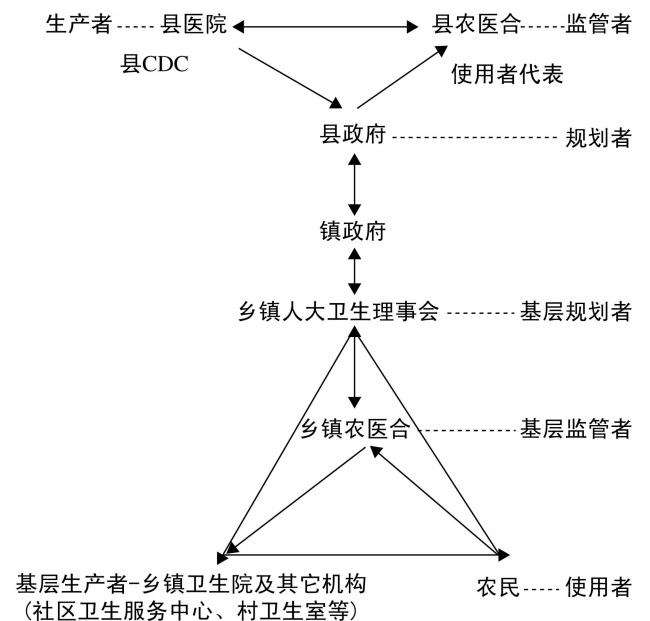 生产者 县医院 县农医合 监管者
县CDC 使用者代表
县政府 规划者
镇政府
乡镇人大卫生理事会 基层规划者
乡镇农医合 基层监管者
基层生产者-乡镇卫生院及其它机构 农民 使用者
(社区卫生服务中心、村卫生室等)